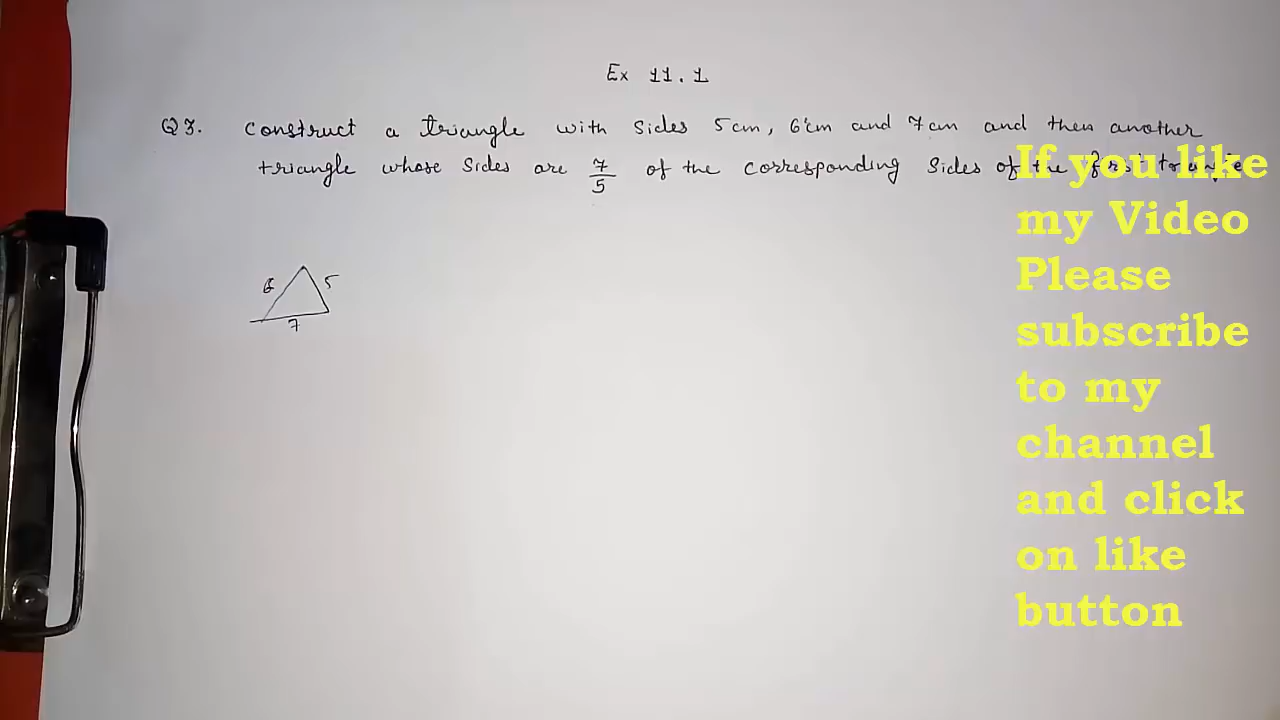 Ex 11.1
Q3. Construct a triangle with sides 5cm, 6cm and 7cm and then another
triangle whose sides are 7/5 of the corresponding sides of the first triangle
6 5
7
If you like
my Video
Please
subscribe
to my
channel
and click
on like
button